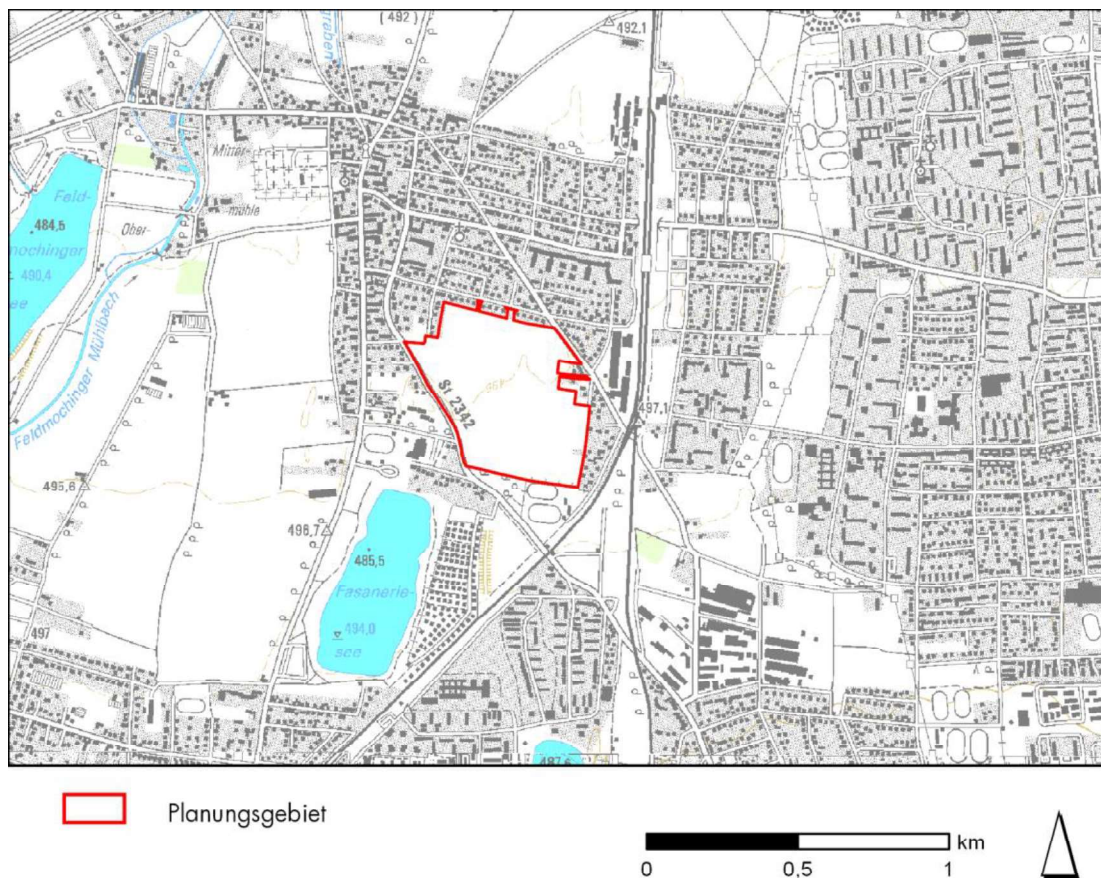 ( 492 )
492.1
graben
Mitter-
mühle
Feld-
484,5
mochinger
490,4
see
Ober-
Feldmochinger Mühlbach
St 2342
497,1
495,6
496,7
485,5
Fasanerie-
494,0
see
497
487,6
Planungsgebiet
km
0
0,5
1